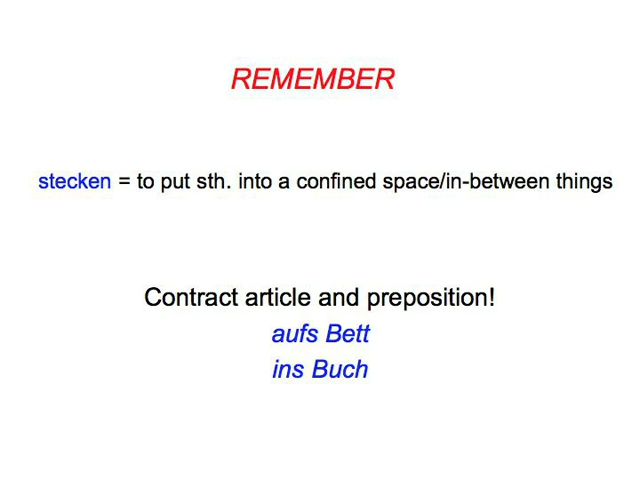 REMEMBER
stecken = to put sth. into a confined space/in-between things
Contract article and preposition!
aufs Bett
ins Buch